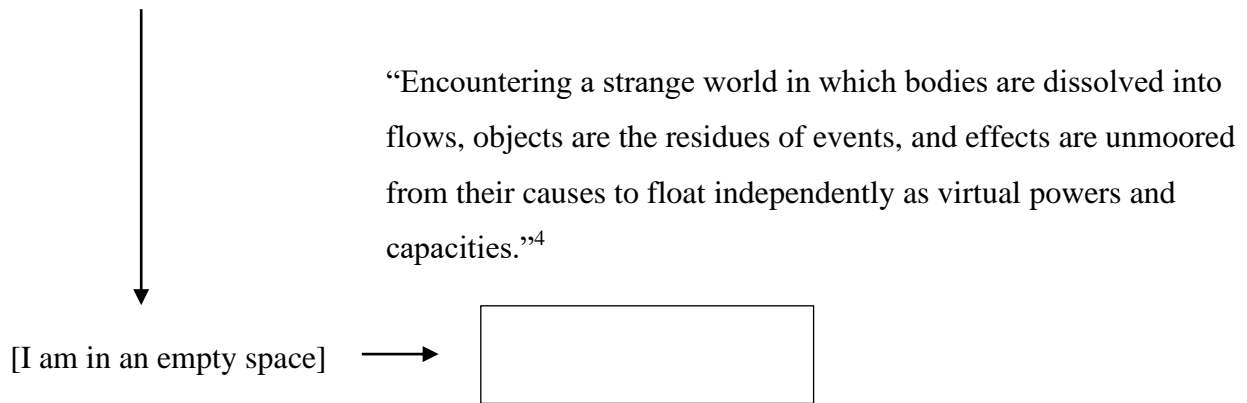 “Encountering a strange world in which bodies are dissolved into
flows, objects are the residues of events, and effects are unmoored
from their causes to float independently as virtual powers and
capacities.”⁴
[I am in an empty space]